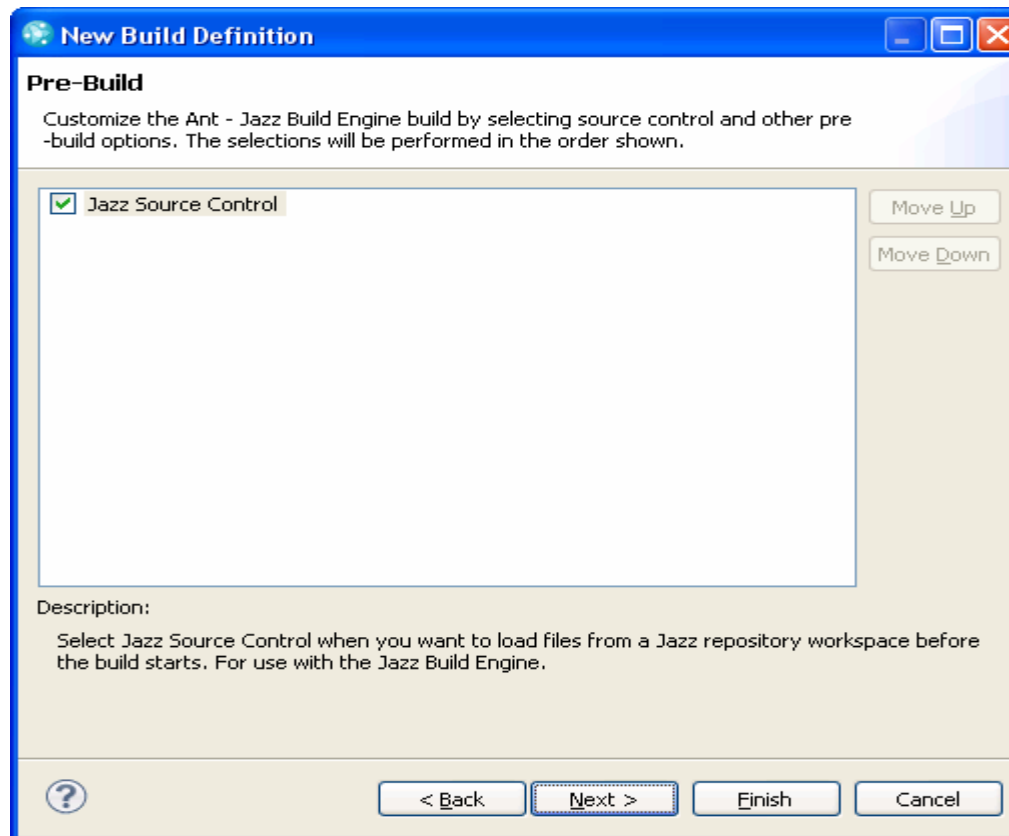 New Build Definition
Pre-Build
Customize the Ant - Jazz Build Engine build by selecting source control and other pre
-build options. The selections will be performed in the order shown.
Jazz Source Control
Move Up
Move Down
Description:
Select Jazz Source Control when you want to load files from a Jazz repository workspace before
the build starts. For use with the Jazz Build Engine.
?
< Back
Next >
Finish
Cancel